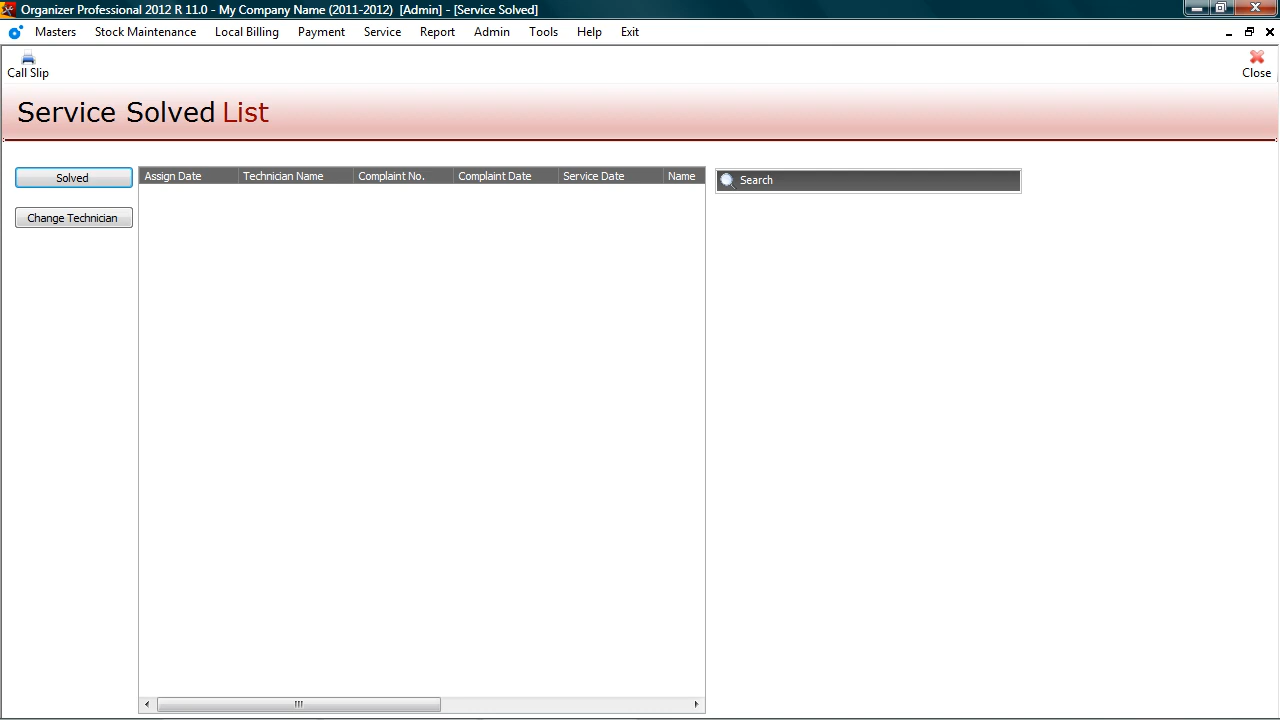 Organizer Professional 2012 R 11.0 - My Company Name (2011-2012) [Admin] - [Service Solved]
Masters Stock Maintenance Local Billing Payment Service Report Admin Tools Help Exit
Call Slip Close
Service Solved List
Solved Assign Date Technician Name Complaint No. Complaint Date Service Date Name Search
Change Technician